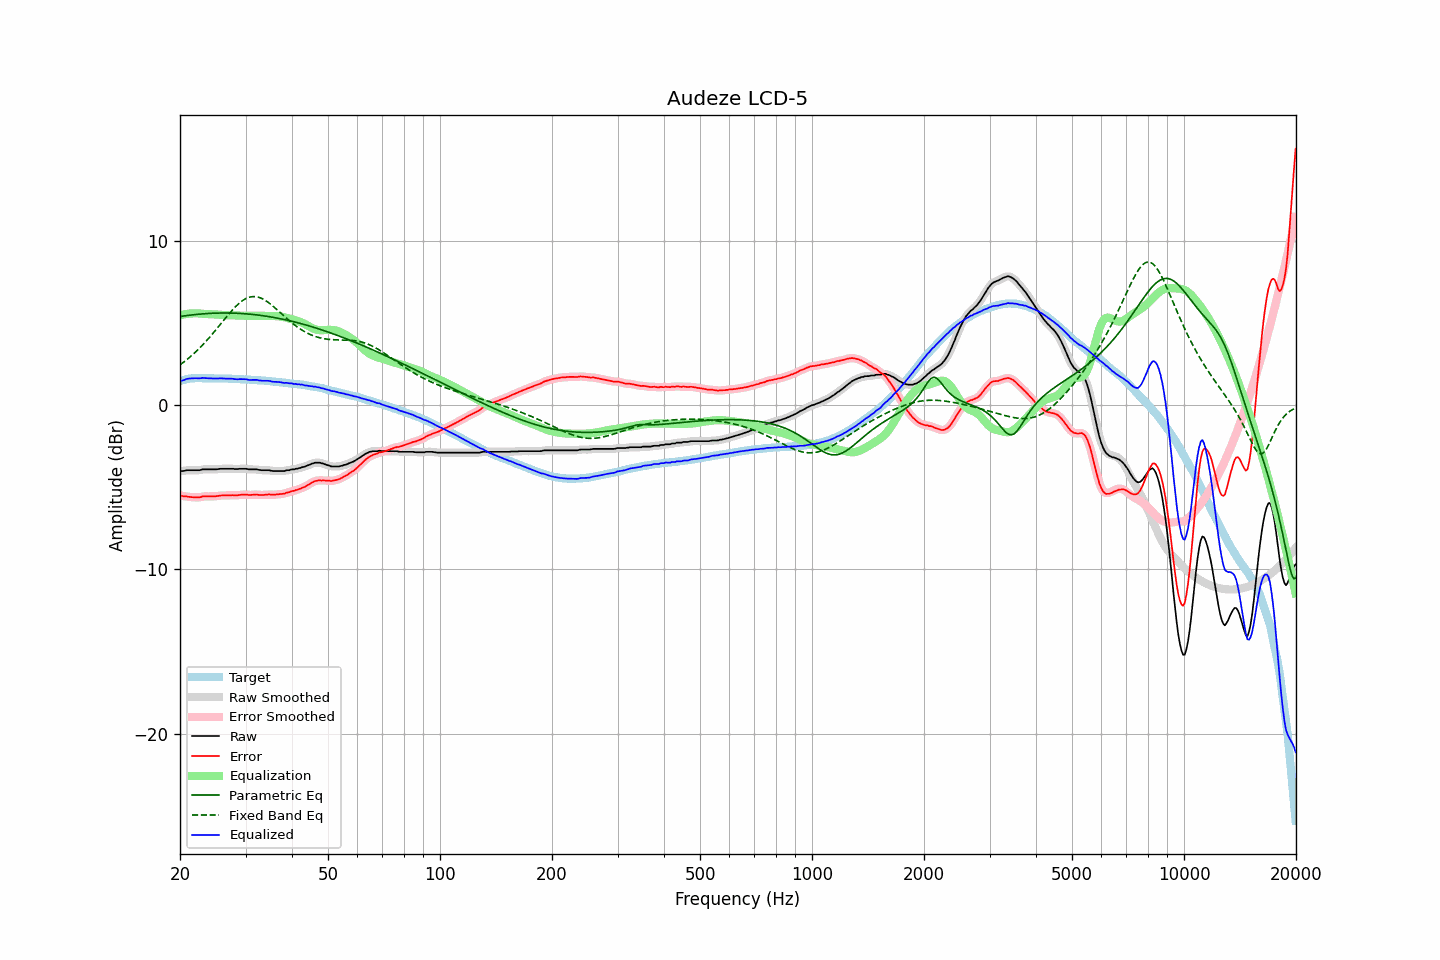 Audeze LCD-5
Amplitude (dBr)
10
0
−10
−20
Target
Raw Smoothed
Error Smoothed
Raw
Error
Equalization
Parametric Eq
Fixed Band Eq
Equalized
20 50 100 200 500 1000 2000 5000 10000 20000
Frequency (Hz)